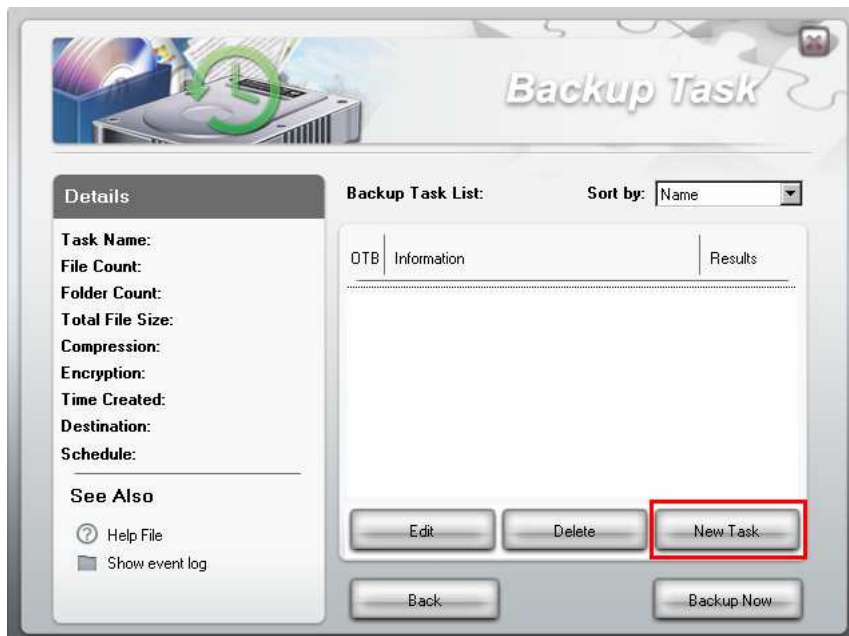 Backup Task
Details
Task Name:
File Count:
Folder Count:
Total File Size:
Compression:
Encryption:
Time Created:
Destination:
Schedule:
See Also
Help File
Show event log
Backup Task List:
Sort by: Name
OTB Information Results
Edit Delete New Task
Back Backup Now